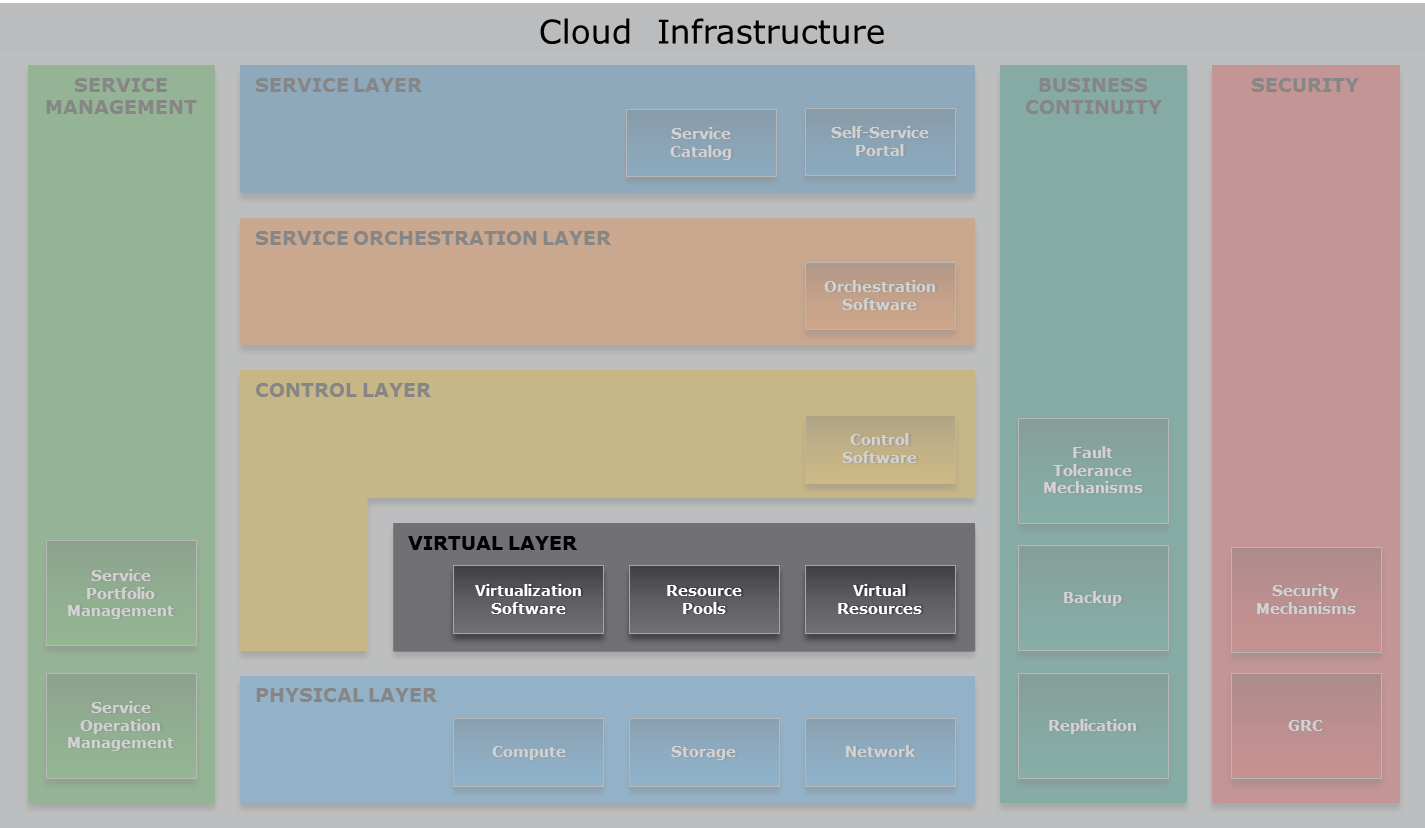 Cloud Infrastructure
SERVICE
MANAGEMENT
Service
Portfolio
Management
Service
Operation
Management
SERVICE LAYER
Service
Catalog
Self-Service
Portal
SERVICE ORCHESTRATION LAYER
Orchestration
Software
CONTROL LAYER
Control
Software
VIRTUAL LAYER
Virtualization
Software
Resource
Pools
Virtual
Resources
PHYSICAL LAYER
Compute
Storage
Network
BUSINESS
CONTINUITY
Fault
Tolerance
Mechanisms
Backup
Replication
SECURITY
Security
Mechanisms
GRC